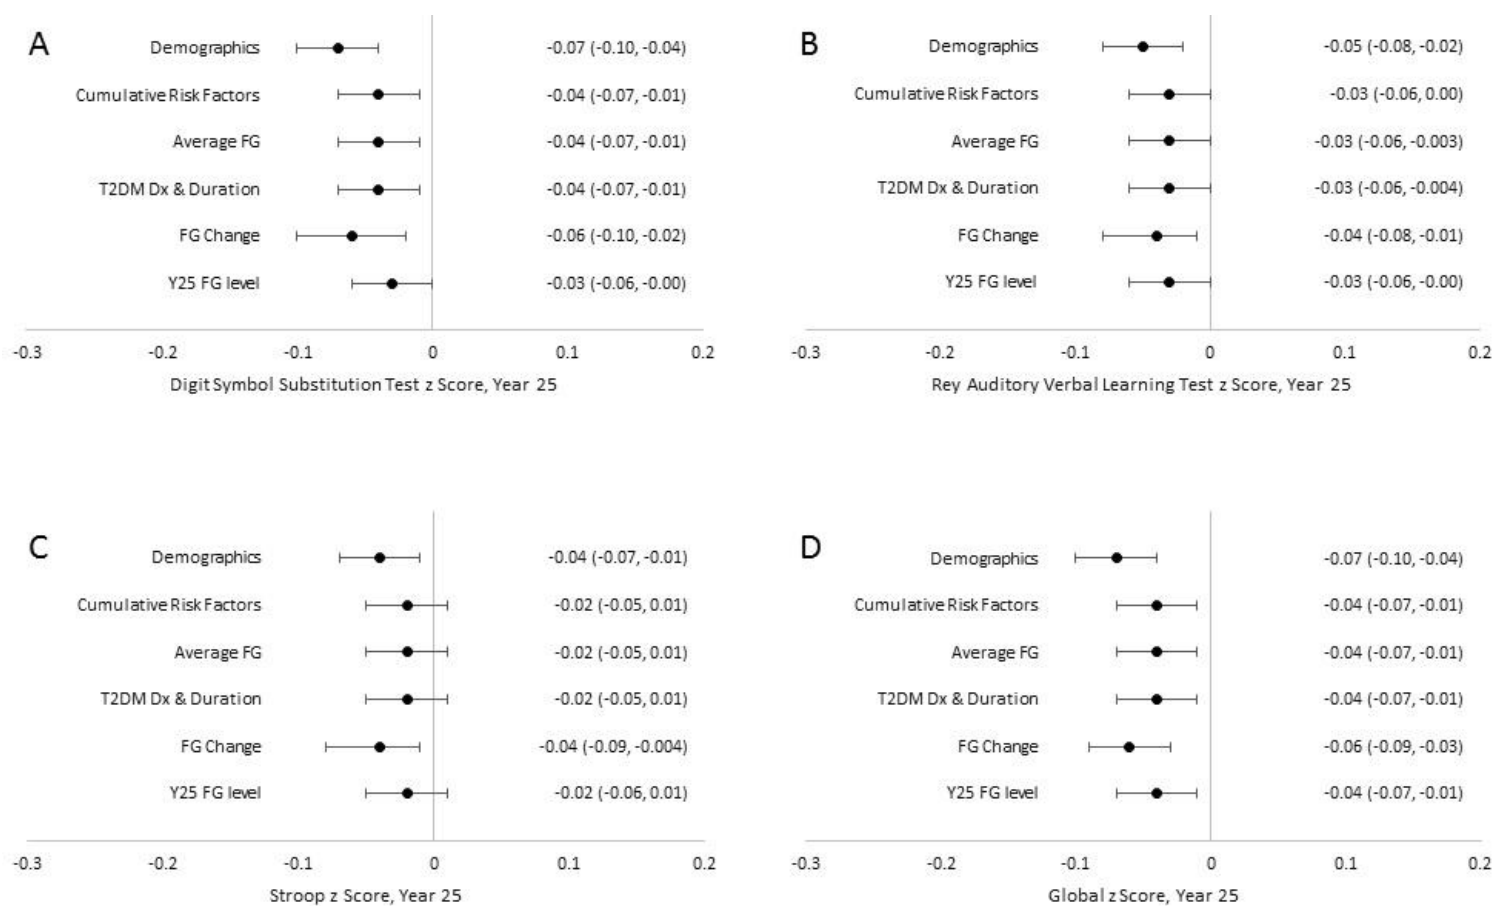 A
Demographics -0.07 (-0.10, -0.04)
Cumulative Risk Factors -0.04 (-0.07, -0.01)
Average FG -0.04 (-0.07, -0.01)
T2DM Dx & Duration -0.04 (-0.07, -0.01)
FG Change -0.06 (-0.10, -0.02)
Y25 FG level -0.03 (-0.06, -0.00)
-0.3 -0.2 -0.1 0 0.1 0.2
Digit Symbol Substitution Test z Score, Year 25
B
Demographics -0.05 (-0.08, -0.02)
Cumulative Risk Factors -0.03 (-0.06, 0.00)
Average FG -0.03 (-0.06, -0.003)
T2DM Dx & Duration -0.03 (-0.06, -0.004)
FG Change -0.04 (-0.08, -0.01)
Y25 FG level -0.03 (-0.06, -0.00)
-0.3 -0.2 -0.1 0 0.1 0.2
Rey Auditory Verbal Learning Test z Score, Year 25
C
Demographics -0.04 (-0.07, -0.01)
Cumulative Risk Factors -0.02 (-0.05, 0.01)
Average FG -0.02 (-0.05, 0.01)
T2DM Dx & Duration -0.02 (-0.05, 0.01)
FG Change -0.04 (-0.09, -0.004)
Y25 FG level -0.02 (-0.06, 0.01)
-0.3 -0.2 -0.1 0 0.1 0.2
Stroop z Score, Year 25
D
Demographics -0.07 (-0.10, -0.04)
Cumulative Risk Factors -0.04 (-0.07, -0.01)
Average FG -0.04 (-0.07, -0.01)
T2DM Dx & Duration -0.04 (-0.07, -0.01)
FG Change -0.06 (-0.09, -0.03)
Y25 FG level -0.04 (-0.07, -0.01)
-0.3 -0.2 -0.1 0 0.1 0.2
Global z Score, Year 25